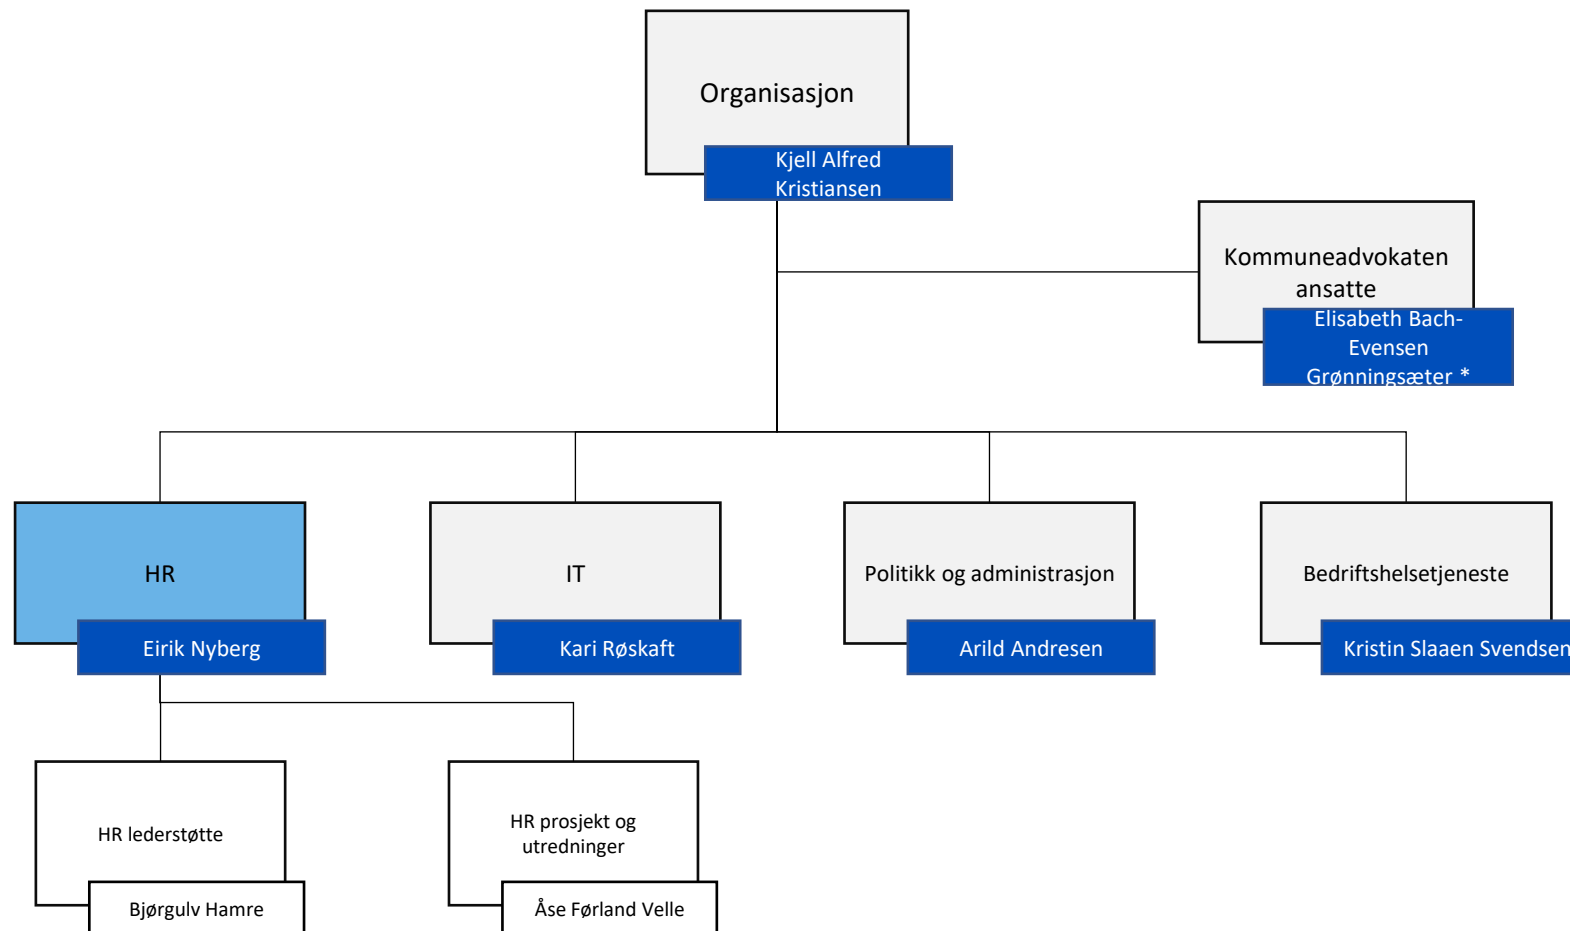 Organisasjon
Kjell Alfred
Kristiansen
Kommuneadvokaten
ansatte
Elisabeth Bach-
Evensen
Grønningsæter *
HR
Eirik Nyberg
IT
Kari Røskaft
Politikk og administrasjon
Arild Andresen
Bedriftshelsetjeneste
Kristin Slaaen Svendsen
HR lederstøtte
Bjørgulv Hamre
HR prosjekt og
utredninger
Åse Førland Velle